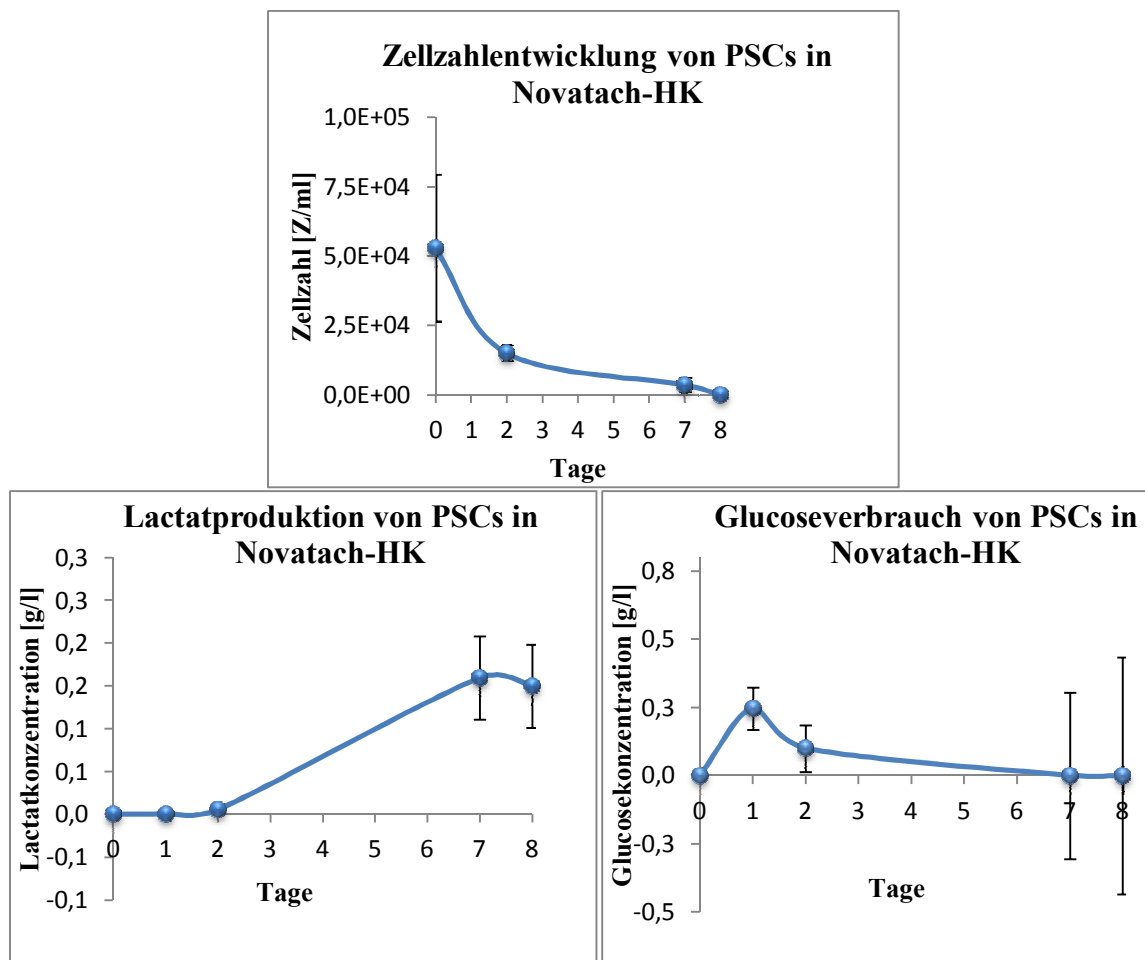 Zellzahlentwicklung von PSCs in
Novatach-HK
Zellzahl [Z/ml]
1,0E+05
7,5E+04
5,0E+04
2,5E+04
0,0E+00
0 1 2 3 4 5 6 7 8
Tage
Lactatproduktion von PSCs in
Novatach-HK
Lactatkonzentration [g/l]
0,3
0,3
0,2
0,2
0,1
0,1
0,0
-0,1
-0,1
0 1 2 3 4 5 6 7 8
Tage
Glucoseverbrauch von PSCs in
Novatach-HK
Glucosekonzentration [g/l]
0,8
0,5
0,3
0,0
-0,3
-0,5
0 1 2 3 4 5 6 7 8
Tage